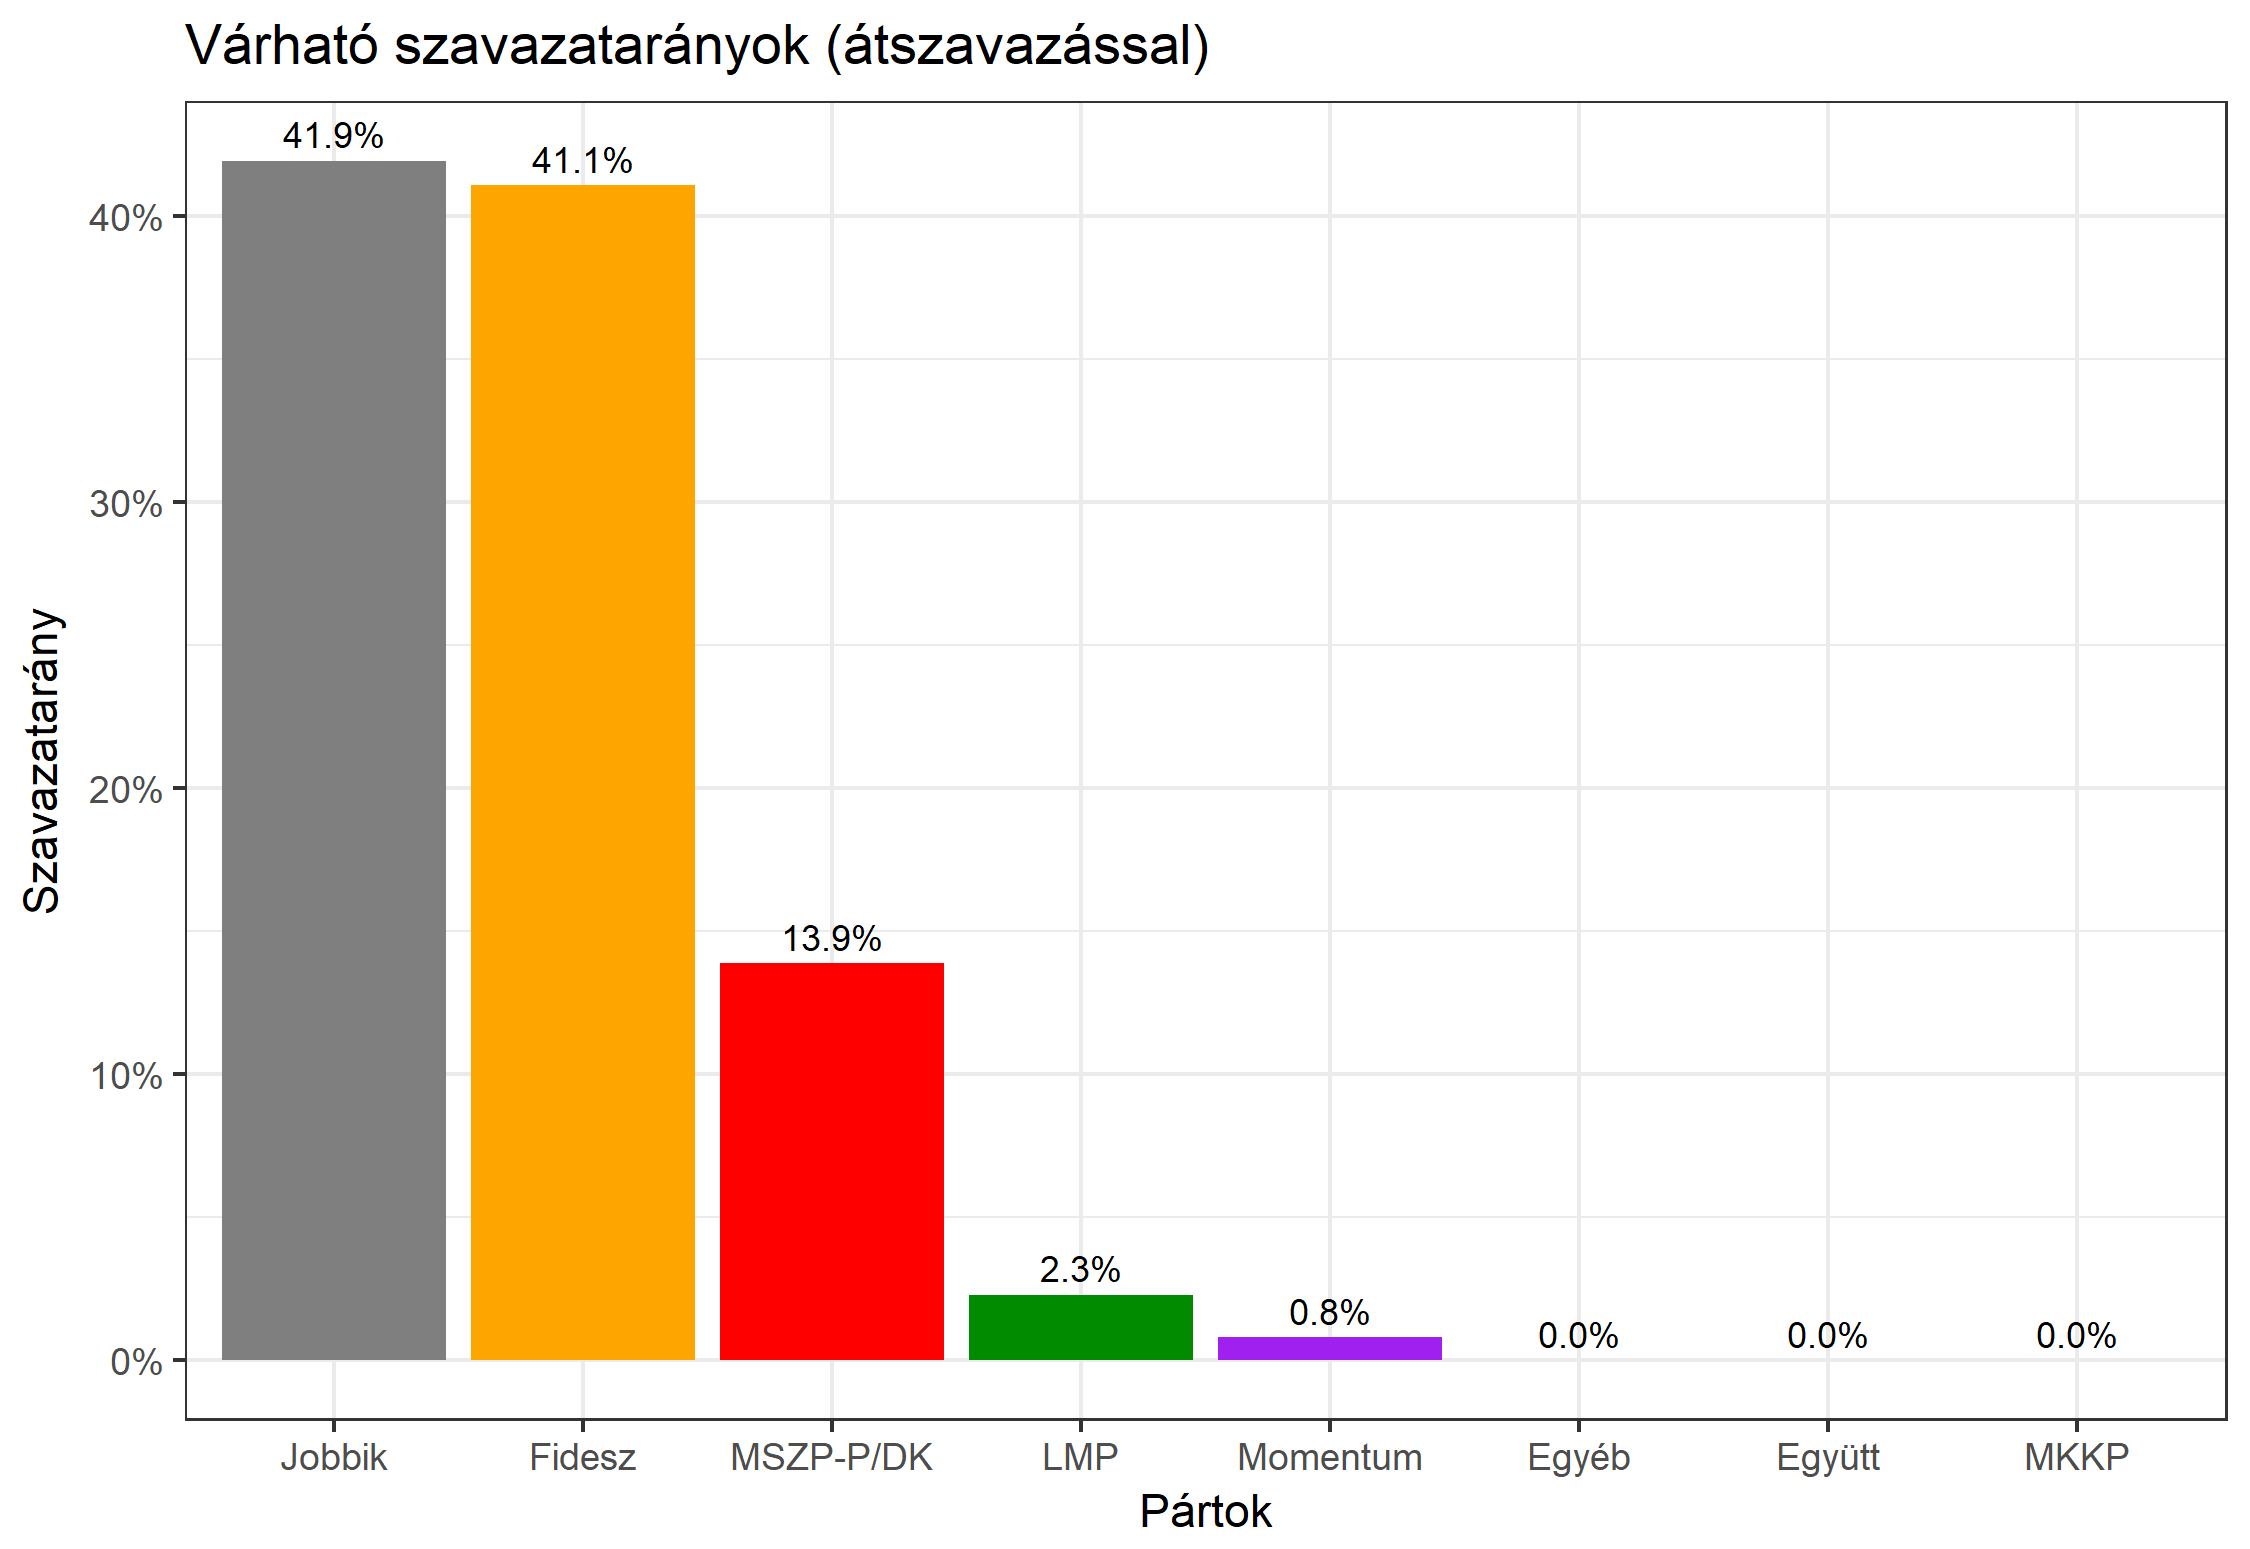 Várható szavazatarányok (átszavazással)
41.9%
41.1%
13.9%
2.3%
0.8%
0.0%
0.0%
0.0%
40%
30%
20%
10%
0%
Szavazatarány
Jobbik
Fidesz
MSZP-P/DK
LMP
Momentum
Egyéb
Együtt
MKKP
Pártok